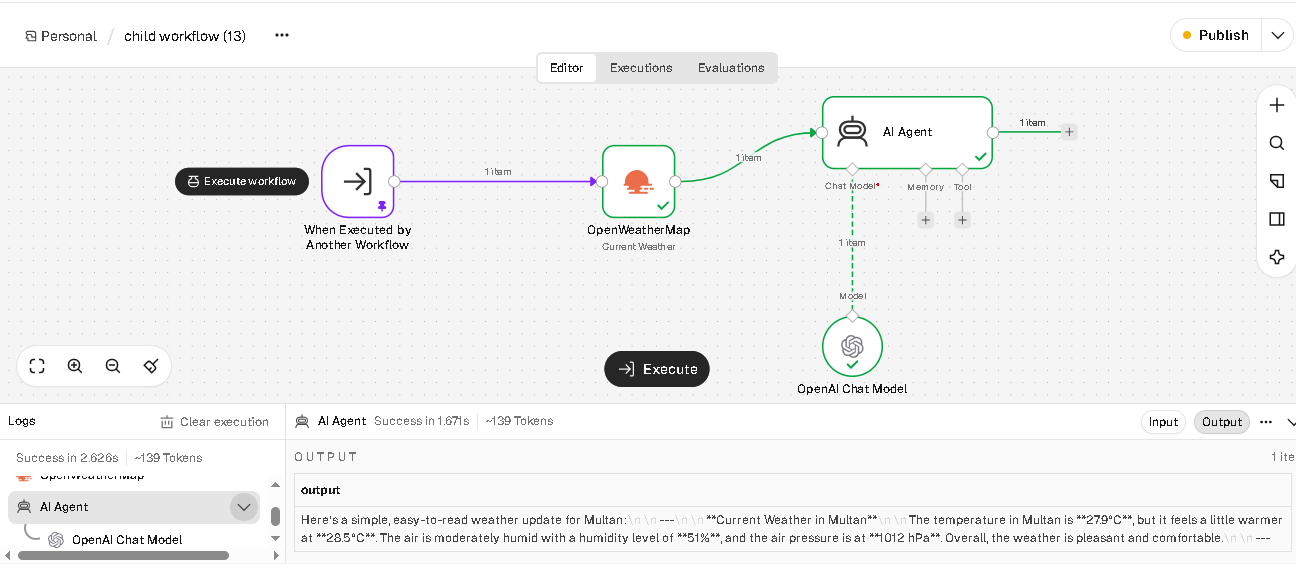 Personal / child workflow (13) ···
Publish
Editor Executions Evaluations
Execute workflow
1 item
1 item
1 item
AI Agent
Chat Model* Memory Tool
When Executed by
Another Workflow
OpenWeatherMap
Current Weather
1 item
Model
OpenAI Chat Model
Execute
Logs Clear execution
Success in 2.626s ~139 Tokens
OpenWeatherMap
AI Agent
OpenAI Chat Model
AI Agent Success in 1.671s ~139 Tokens Input Output ···
OUTPUT 1 ite
output
Here's a simple, easy-to-read weather update for Multan:\n\n---\n\n**Current Weather in Multan**\n\nThe temperature in Multan is **27.9°C**, but it feels a little warmer
at **28.5°C**. The air is moderately humid with a humidity level of **51%**, and the air pressure is at **1012 hPa**. Overall, the weather is pleasant and comfortable.\n\n---